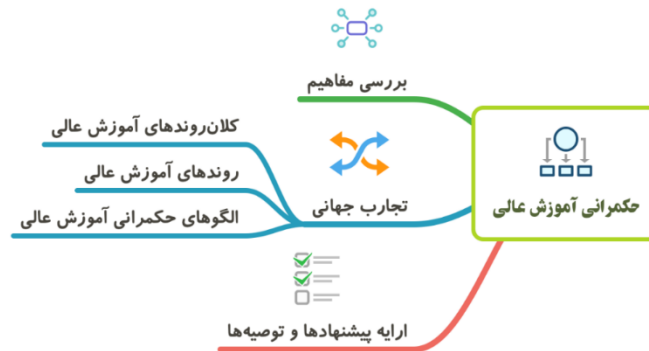 حکمرانی آموزش عالی
بررسی مفاهیم
تجارب جهانی
کلان‌روندهای آموزش عالی
روندهای آموزش عالی
الگوهای حکمرانی آموزش عالی
ارایه پیشنهادها و توصیه‌ها